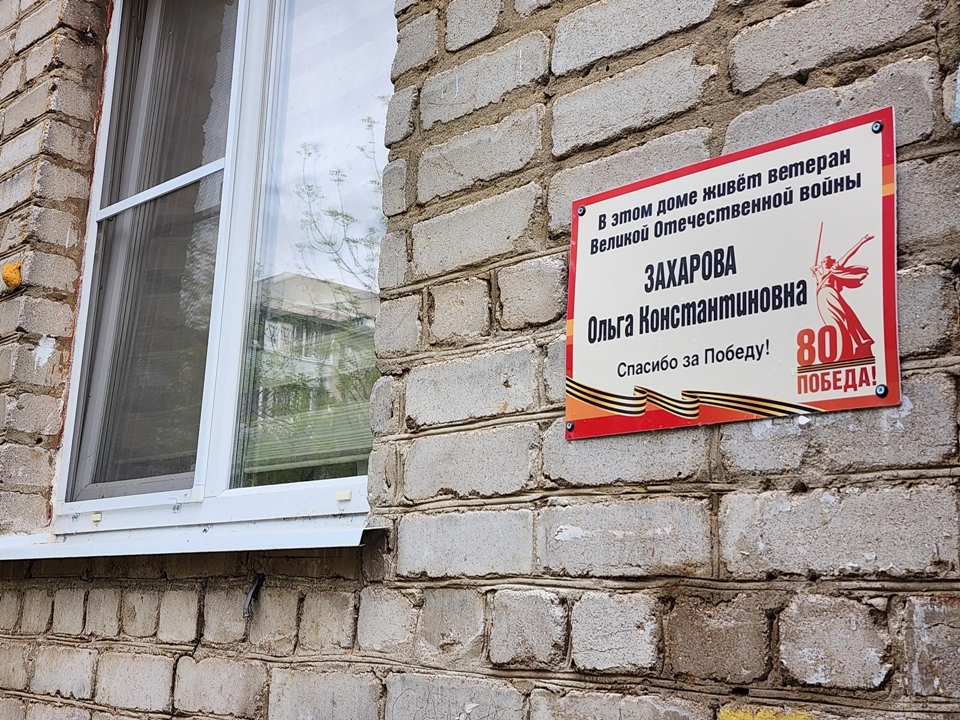 В этом доме живёт ветеран
Великой Отечественной войны
ЗАХАРОВА
Ольга Константиновна
Спасибо за Победу!
80
ПОБЕДА!